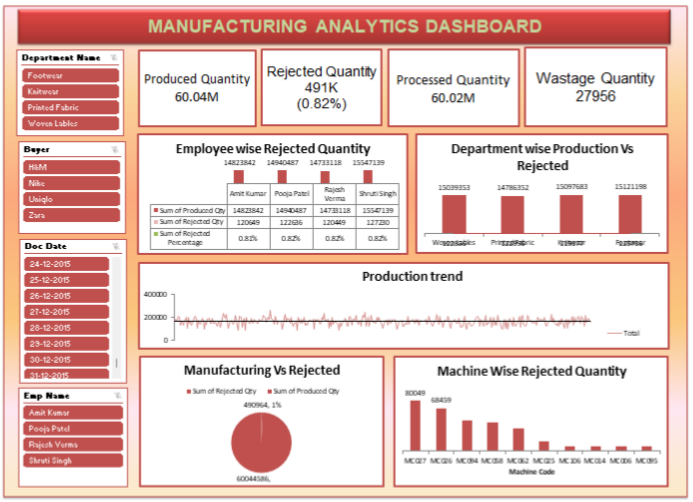 MANUFACTURING ANALYTICS DASHBOARD
Department Name
Footwear
Knitwear
Printed Fabric
Woven Lables
Buyer
H&M
Nike
Uniqlo
Zara
Doc Date
24-12-2015
25-12-2015
26-12-2015
27-12-2015
28-12-2015
29-12-2015
30-12-2015
31-12-2015
Emp Name
Amit Kumar
Pooja Patel
Rajesh Verma
Shruti Singh
Produced Quantity
60.04M
Rejected Quantity
491K
(0.82%)
Processed Quantity
60.02M
Wastage Quantity
27956
Employee wise Rejected Quantity
14823842 14940487 14733118 15547139
Amit Kumar Pooja Patel Rajesh Verma Shruti Singh
Sum of Produced Qty 14823842 14940487 14733118 15547139
Sum of Rejected Qty 120649 122636 120449 127230
Sum of Rejected Percentage 0.82% 0.82% 0.82% 0.82%
Department wise Production Vs
Rejected
15039353 14786352 15097683 15121198
Woven Lables Printed Fabric Knitwear Footwear
Production trend
400000
200000
0
Total
Manufacturing Vs Rejected
Sum of Rejected Qty Sum of Produced Qty
490964, 1%
60044586,
Machine Wise Rejected Quantity
80049
68459
MC027 MC026 MC094 MC058 MC062 MC025 MC106 MC014 MC006 MC095
Machine Code